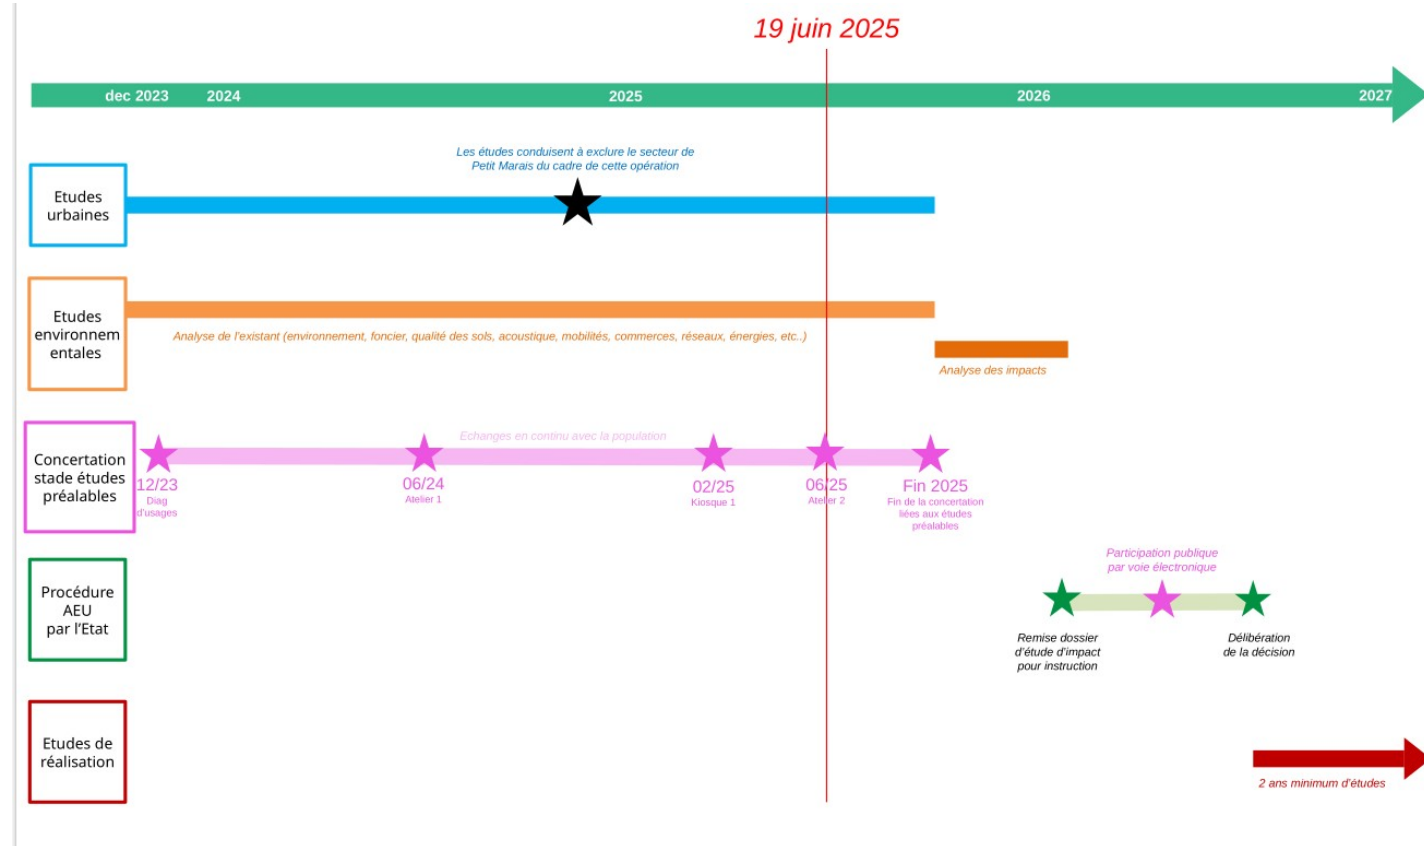 19 juin 2025
dec 2023 2024 2025 2026 2027
Les études conduisent à exclure le secteur de
Petit Marais du cadre de cette opération
Etudes
urbaines
Etudes
environnem
entales
Analyse de l'existant (environnement, foncier, qualité des sols, acoustique, mobilités, commerces, réseaux, énergies, etc..)
Analyse des impacts
Concertation
stade études
préalables
Echanges en continu avec la population
12/23
Diag
d'usages
06/24
Atelier 1
02/25
Kiosque 1
06/25
Atelier 2
Fin 2025
Fin de la concertation
liées aux études
préalables
Procédure
AEU
par l'Etat
Participation publique
par voie électronique
Remise dossier
d'étude d'impact
pour instruction
Délibération
de la décision
Etudes de
réalisation
2 ans minimum d'études